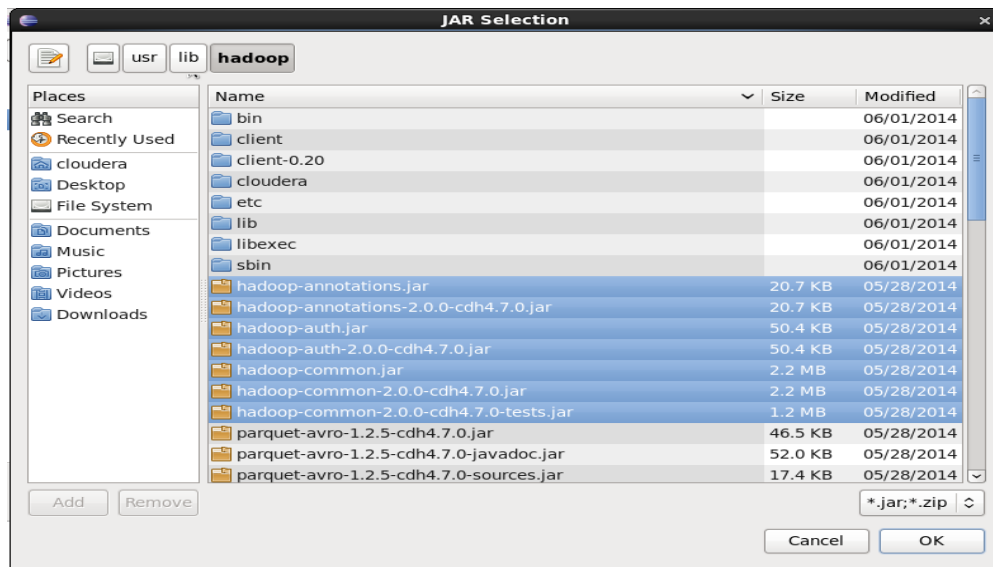 JAR Selection
usr lib hadoop
Places
Search
Recently Used
cloudera
Desktop
File System
Documents
Music
Pictures
Videos
Downloads
Name Size Modified
bin 06/01/2014
client 06/01/2014
client-0.20 06/01/2014
cloudera 06/01/2014
etc 06/01/2014
lib 06/01/2014
libexec 06/01/2014
sbin 06/01/2014
hadoop-annotations.jar 20.7 KB 05/28/2014
hadoop-annotations-2.0.0-cdh4.7.0.jar 20.7 KB 05/28/2014
hadoop-auth.jar 50.4 KB 05/28/2014
hadoop-auth-2.0.0-cdh4.7.0.jar 50.4 KB 05/28/2014
hadoop-common.jar 2.2 MB 05/28/2014
hadoop-common-2.0.0-cdh4.7.0.jar 2.2 MB 05/28/2014
hadoop-common-2.0.0-cdh4.7.0-tests.jar 1.2 MB 05/28/2014
parquet-avro-1.2.5-cdh4.7.0.jar 46.5 KB 05/28/2014
parquet-avro-1.2.5-cdh4.7.0-javadoc.jar 52.0 KB 05/28/2014
parquet-avro-1.2.5-cdh4.7.0-sources.jar 17.4 KB 05/28/2014
Add Remove *.jar;*.zip
Cancel OK